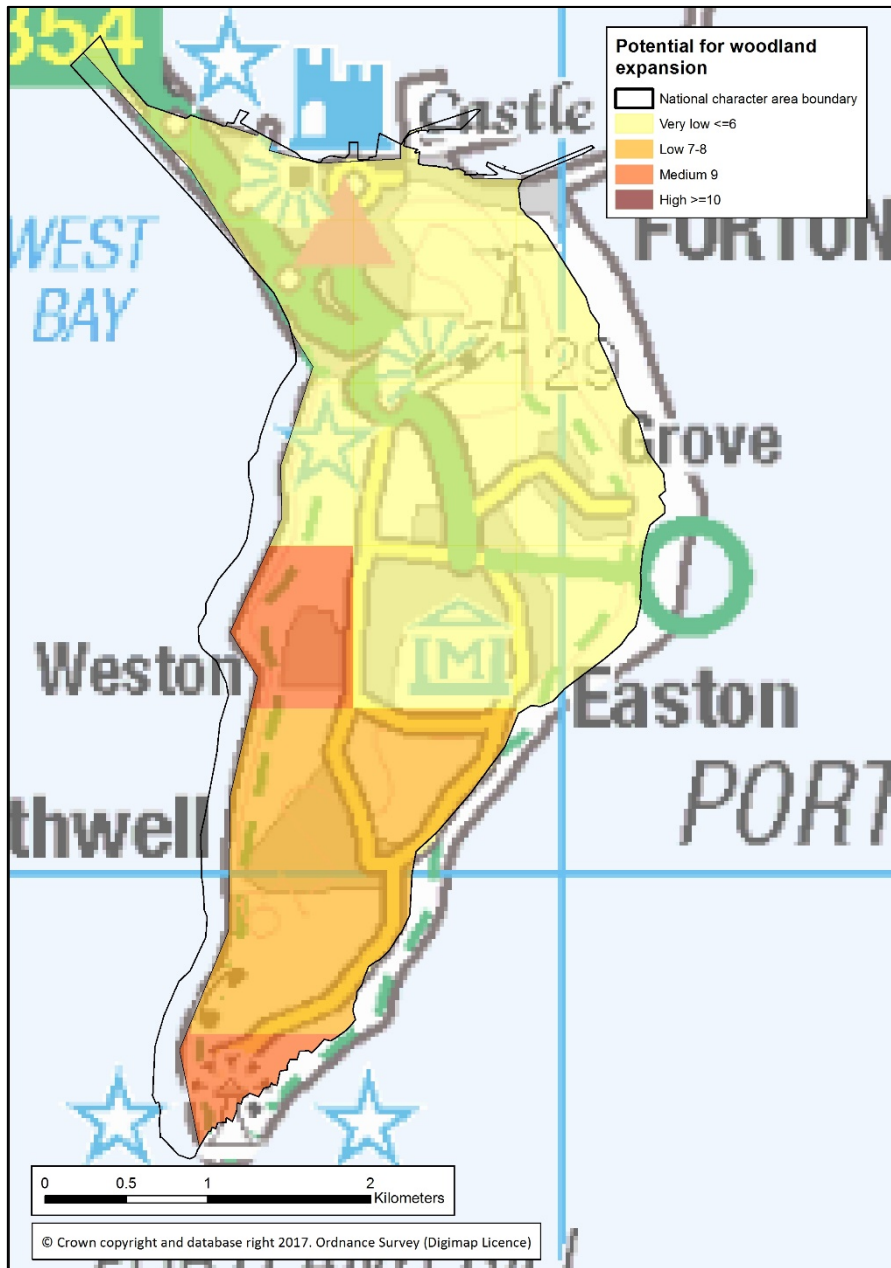 354
Castle
Potential for woodland
expansion
National character area boundary
Very low <=6
Low 7-8
Medium 9
High >=10
WEST
BAY
FORTUN
29
Grove
M
Weston
Easton
PORT
thwell
0 0.5 1 2
Kilometers
© Crown copyright and database right 2017. Ordnance Survey (Digimap Licence)